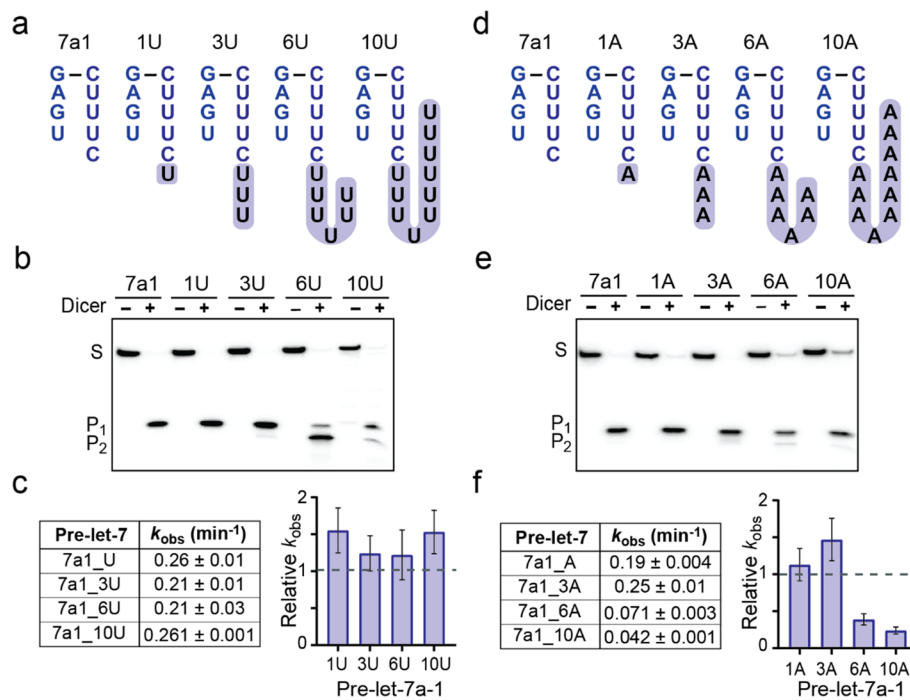 a
7a1 1U 3U 6U 10U
G – C G – C G – C G – C G – C
A U A U A U A U A U
G U G U G U G U G U U
U U U U U U U U U U U
C C C C C U
U U U U U
U U U U U
U U U U U
U U
b
7a1 1U 3U 6U 10U
Dicer – + – + – + – + – +
S
P1
P2
c
Pre-let-7 kobs (min-1)
7a1_U 0.26 ± 0.01
7a1_3U 0.21 ± 0.01
7a1_6U 0.21 ± 0.03
7a1_10U 0.261 ± 0.001
Relative kobs
2
1
0
1U 3U 6U 10U
Pre-let-7a-1
d
7a1 1A 3A 6A 10A
G – C G – C G – C G – C G – C
A U A U A U A U A U
G U G U G U G U G U A
U U U U U U U U U U A
C C C C C A
A A A A A
A A A A A
A A A A A
A A
e
7a1 1A 3A 6A 10A
Dicer – + – + – + – + – +
S
P1
P2
f
Pre-let-7 kobs (min-1)
7a1_A 0.19 ± 0.004
7a1_3A 0.25 ± 0.01
7a1_6A 0.071 ± 0.003
7a1_10A 0.042 ± 0.001
Relative kobs
2
1
0
1A 3A 6A 10A
Pre-let-7a-1